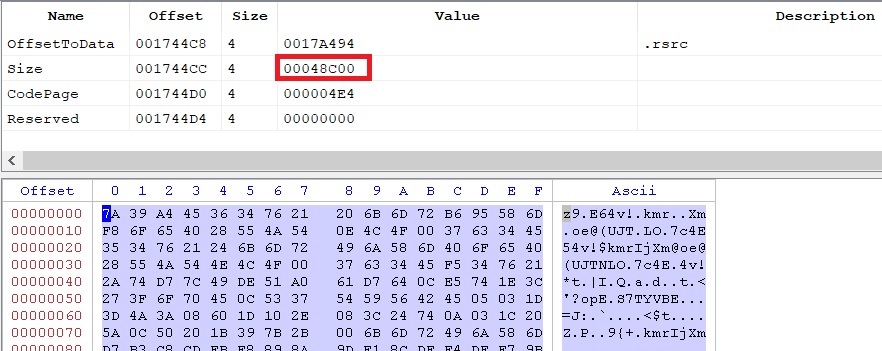 Name Offset Size Value Description
OffsetToData 001744C8 4 0017A494 .rsrc
Size 001744CC 4 00048C00
CodePage 001744D0 4 000004E4
Reserved 001744D4 4 00000000
Offset 0 1 2 3 4 5 6 7 8 9 A B C D E F Ascii
00000000 7A 39 A4 45 36 34 76 21 20 6B 6D 72 B6 95 58 6D z9.E64v!.kmr..Xm
00000010 F8 6F 65 40 28 55 4A 54 0E 4C 4F 00 37 63 34 45 .oe@(UJT.LO.7c4E
00000020 35 34 76 21 24 6B 6D 72 49 6A 58 6D 40 6F 65 40 54v!$kmrIjXm@oe@
00000030 28 55 4A 54 4E 4C 4F 00 37 63 34 45 F5 34 76 21 (UJTNLO.7c4E.4v!
00000040 2A 74 D7 7C 49 DE 51 A0 61 D7 64 0C E5 74 1E 3C *t.|I.Q.a.d..t.<
00000050 27 3F 6F 70 45 0C 53 37 54 59 56 42 45 05 03 1D '?opE.S7TYVBE...
00000060 3D 4A 3A 08 60 1D 10 2E 08 3C 24 74 0A 03 1C 20 =J:.`....<$t....
00000070 5A 0C 50 20 1B 39 7B 2B 00 6B 6D 72 49 6A 58 6D Z.P..9{+.kmrIjXm
00000080